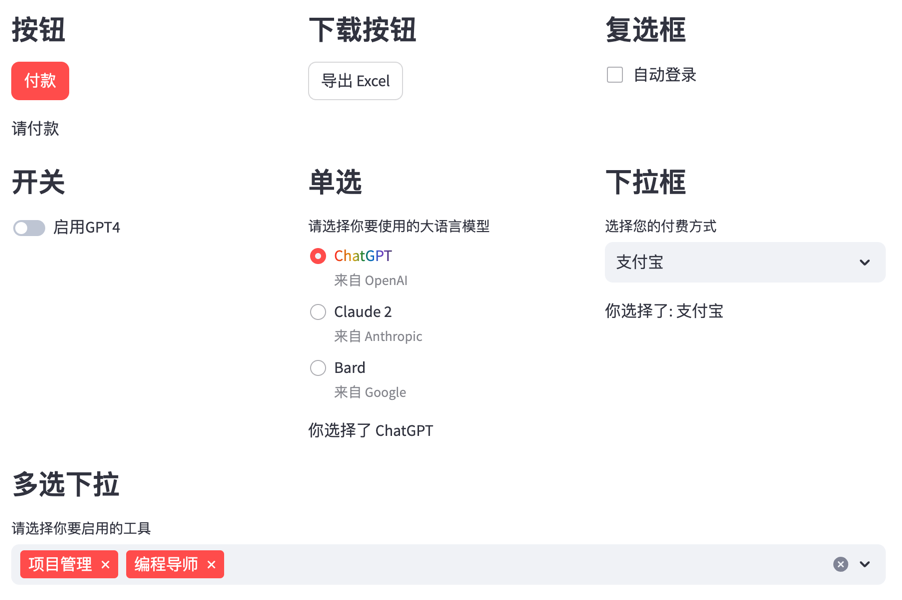 按钮
付款
请付款
下载按钮
导出 Excel
复选框
自动登录
开关
启用GPT4
单选
请选择你要使用的大语言模型
ChatGPT
来自 OpenAI
Claude 2
来自 Anthropic
Bard
来自 Google
你选择了 ChatGPT
下拉框
选择您的付费方式
支付宝
你选择了: 支付宝
多选下拉
请选择你要启用的工具
项目管理 × 编程导师 ×